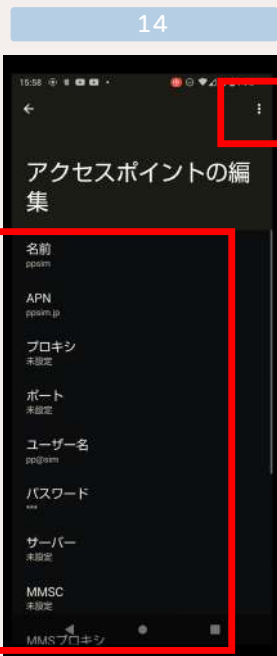 14
15:58
アクセスポイントの編
集
名前
ppsim
APN
ppsim.jp
プロキシ
未設定
ポート
未設定
ユーザー名
pp@sim
パスワード
***
サーバー
未設定
MMSC
未設定
MMSプロキシ